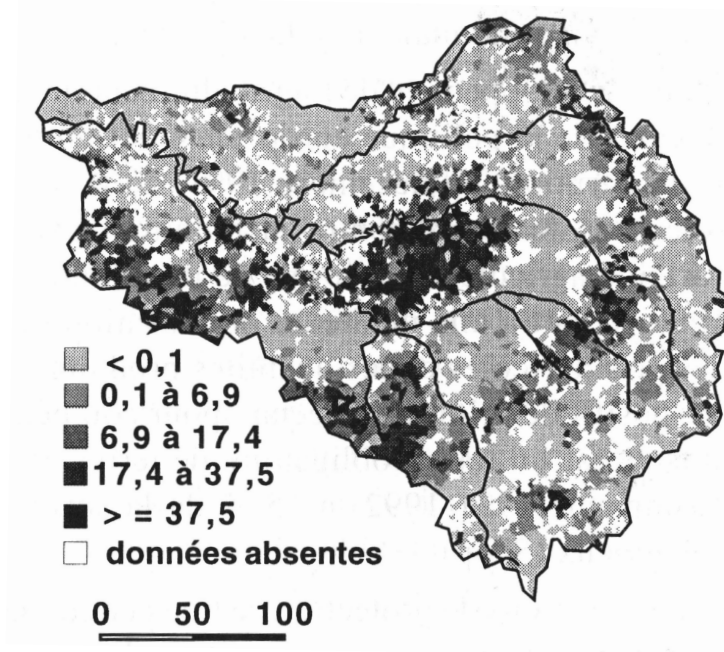 < 0,1
0,1 à 6,9
6,9 à 17,4
17,4 à 37,5
> = 37,5
données absentes
0 50 100